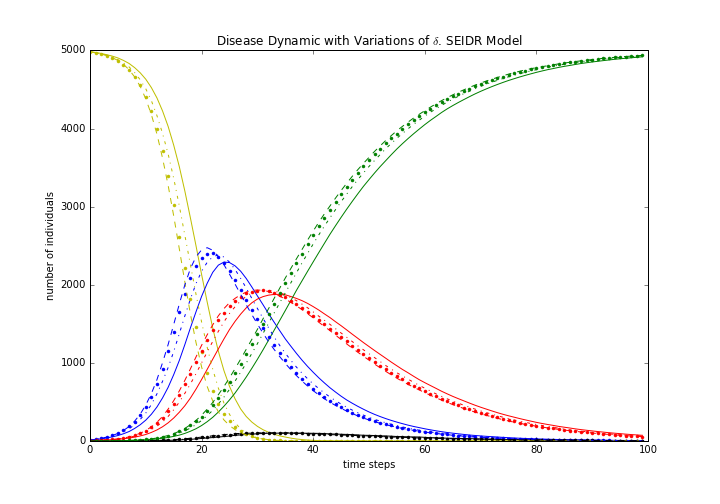 Disease Dynamic with Variations of δ. SEIDR Model
5000
4000
3000
2000
1000
0
number of individuals
0 20 40 60 80 100
time steps